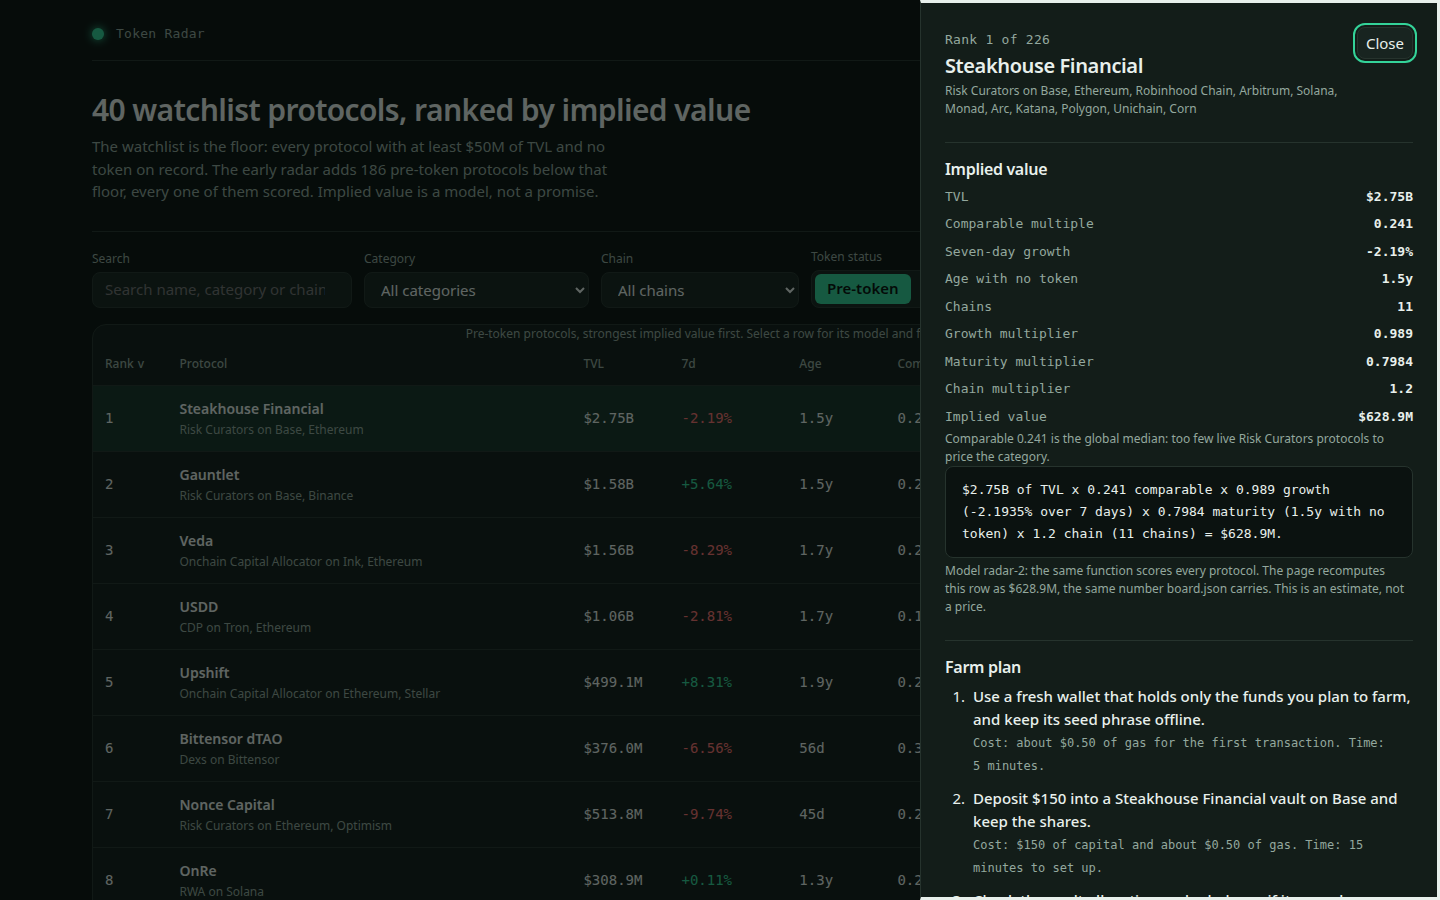 Token Radar
40 watchlist protocols, ranked by implied value
The watchlist is the floor: every protocol with at least $50M of TVL and no
token on record. The early radar adds 186 pre-token protocols below that
floor, every one of them scored. Implied value is a model, not a promise.
Search
Category
Chain
Token status
Search name, category or chain
All categories
All chains
Pre-token
Pre-token protocols, strongest implied value first. Select a row for its model and f
Rank v Protocol TVL 7d Age Com
1 Steakhouse Financial $2.75B -2.19% 1.5y 0.2
Risk Curators on Base, Ethereum
2 Gauntlet $1.58B +5.64% 1.5y 0.2
Risk Curators on Base, Binance
3 Veda $1.56B -8.29% 1.7y 0.2
Onchain Capital Allocator on Ink, Ethereum
4 USDD $1.06B -2.81% 1.7y 0.1
CDP on Tron, Ethereum
5 Upshift $499.1M +8.31% 1.9y 0.2
Onchain Capital Allocator on Ethereum, Stellar
6 Bittensor dTAO $376.0M -6.56% 56d 0.3
Dexs on Bittensor
7 Nonce Capital $513.8M -9.74% 45d 0.2
Risk Curators on Ethereum, Optimism
8 OnRe $308.9M +0.11% 1.3y 0.2
RWA on Solana
Rank 1 of 226
Close
Steakhouse Financial
Risk Curators on Base, Ethereum, Robinhood Chain, Arbitrum, Solana,
Monad, Arc, Katana, Polygon, Unichain, Corn
Implied value
TVL $2.75B
Comparable multiple 0.241
Seven-day growth -2.19%
Age with no token 1.5y
Chains 11
Growth multiplier 0.989
Maturity multiplier 0.7984
Chain multiplier 1.2
Implied value $628.9M
Comparable 0.241 is the global median: too few live Risk Curators protocols to
price the category.
$2.75B of TVL x 0.241 comparable x 0.989 growth
(-2.1935% over 7 days) x 0.7984 maturity (1.5y with no
token) x 1.2 chain (11 chains) = $628.9M.
Model radar-2: the same function scores every protocol. The page recomputes
this row as $628.9M, the same number board.json carries. This is an estimate, not
a price.
Farm plan
1. Use a fresh wallet that holds only the funds you plan to farm,
and keep its seed phrase offline.
Cost: about $0.50 of gas for the first transaction. Time:
5 minutes.
2. Deposit $150 into a Steakhouse Financial vault on Base and
keep the shares.
Cost: $150 of capital and about $0.50 of gas. Time: 15
minutes to set up.